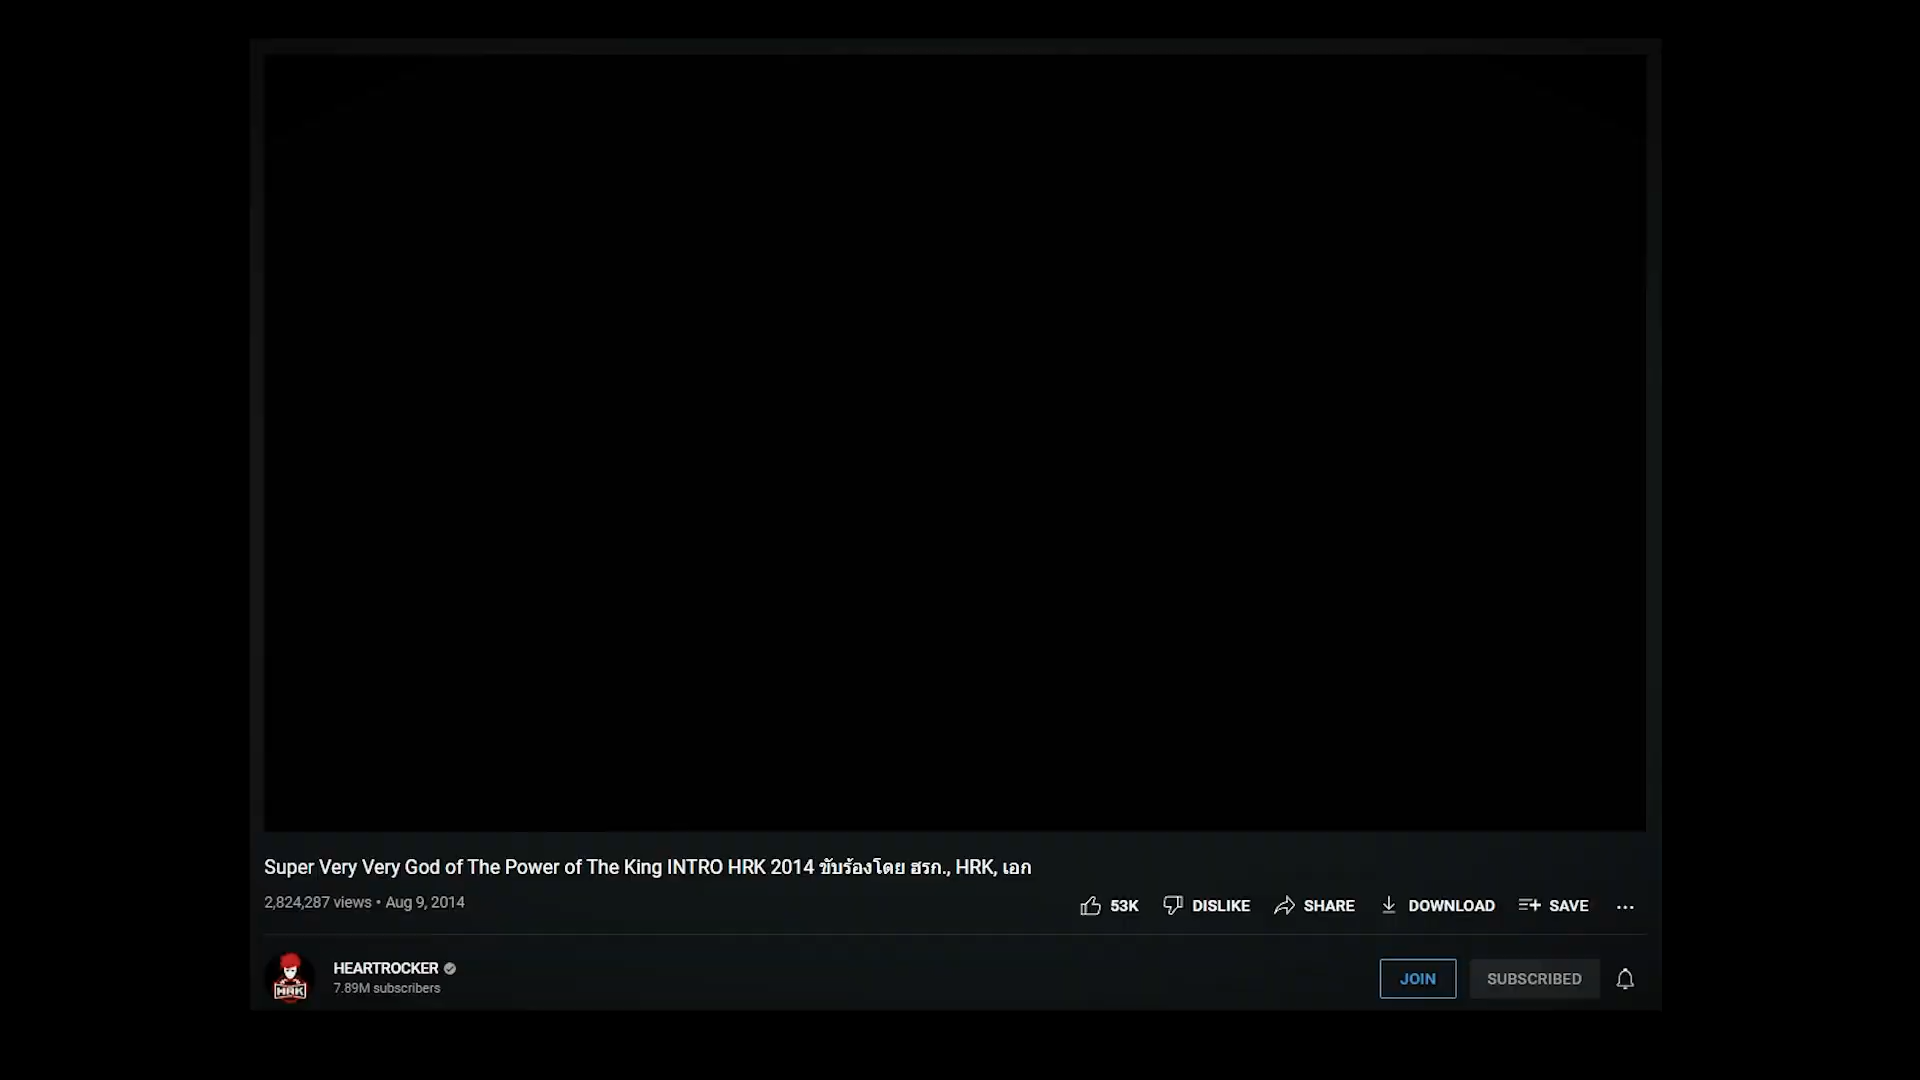 Super Very Very God of The Power of The King INTRO HRK 2014 ขับร้องโดย ฮรก., HRK, เอก
2,824,287 views • Aug 9, 2014
53K DISLIKE SHARE DOWNLOAD SAVE ...
HEARTROCKER
7.89M subscribers
HRK
JOIN SUBSCRIBED